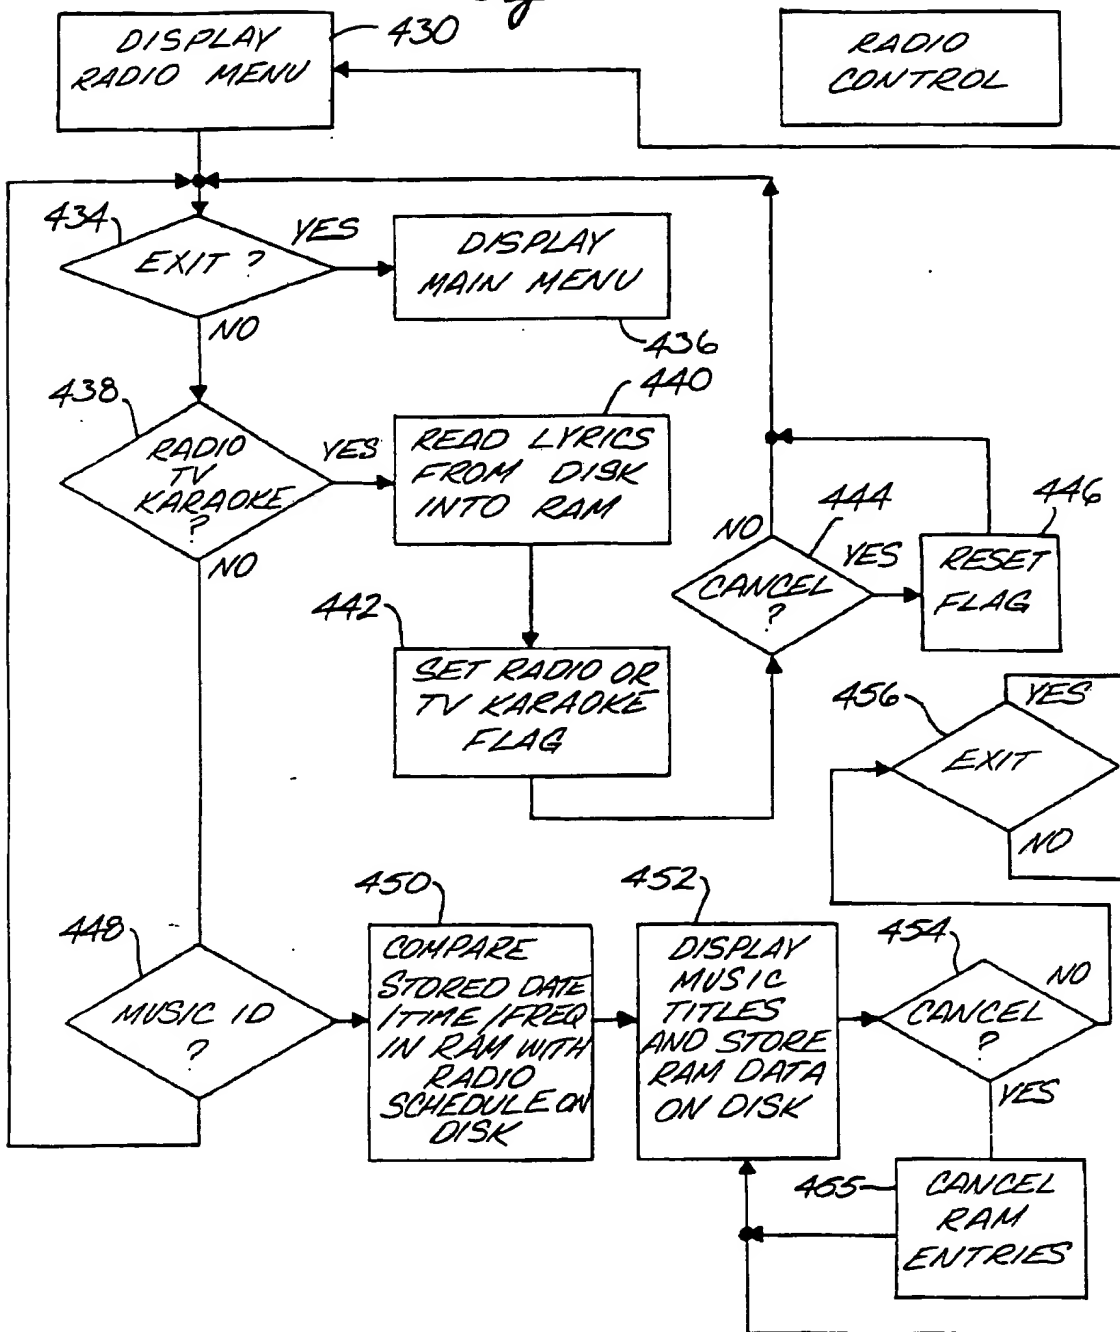 DISPLAY
RADIO MENU
430
RADIO
CONTROL
434
EXIT ?
YES
NO
DISPLAY
MAIN MENU
436
438
RADIO
TV
KARAOKE
?
YES
NO
440
READ LYRICS
FROM DISK
INTO RAM
442
SET RADIO OR
TV KARAOKE
FLAG
444
NO
CANCEL
?
YES
446
RESET
FLAG
456
YES
EXIT
NO
448
MUSIC ID
?
450
COMPARE
STORED DATE
/TIME/FREQ
IN RAM WITH
RADIO
SCHEDULE ON
DISK
452
DISPLAY
MUSIC
TITLES
AND STORE
RAM DATA
ON DISK
454
NO
CANCEL
?
YES
465
CANCEL
RAM
ENTRIES